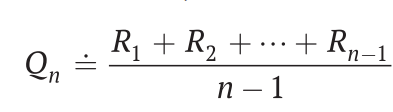 Qₙ ≐ (R₁ + R₂ + ⋯ + Rₙ₋₁) / (n − 1)